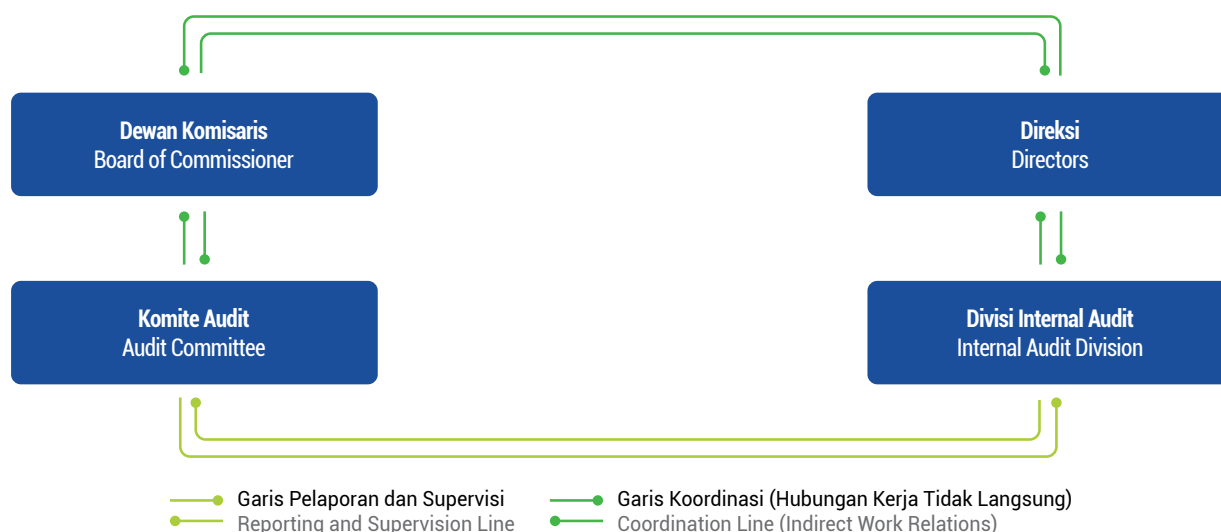 Dewan Komisaris
Board of Commissioner
Direksi
Directors
Komite Audit
Audit Committee
Divisi Internal Audit
Internal Audit Division
Garis Pelaporan dan Supervisi
Reporting and Supervision Line
Garis Koordinasi (Hubungan Kerja Tidak Langsung)
Coordination Line (Indirect Work Relations)